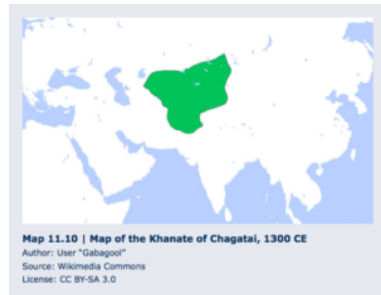 Map 11.10 | Map of the Khanate of Chagatai, 1300 CE
Author: User "Gabagool"
Source: Wikimedia Commons
License: CC BY-SA 3.0